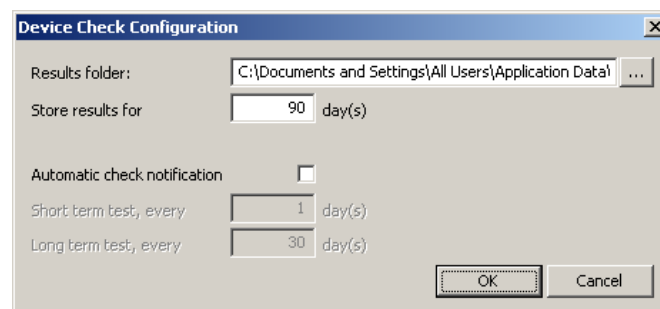 Device Check Configuration
Results folder: C:\Documents and Settings\All Users\Application Data\ ...
Store results for 90 day(s)
Automatic check notification
Short term test, every 1 day(s)
Long term test, every 30 day(s)
OK Cancel